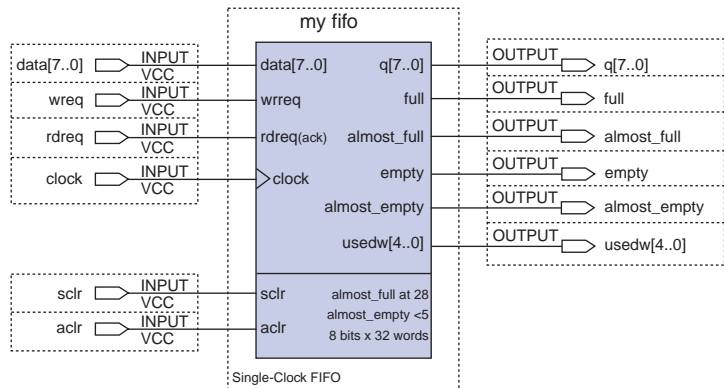 my fifo
data[7..0] INPUT VCC data[7..0] q[7..0] OUTPUT q[7..0]
wreq INPUT VCC wrreq full OUTPUT full
rdreq INPUT VCC rdreq(ack) almost_full OUTPUT almost_full
clock INPUT VCC clock empty OUTPUT empty
almost_empty OUTPUT almost_empty
usedw[4..0] OUTPUT usedw[4..0]
sclr INPUT VCC sclr almost_full at 28
almost_empty <5
aclr INPUT VCC aclr 8 bits x 32 words
Single-Clock FIFO